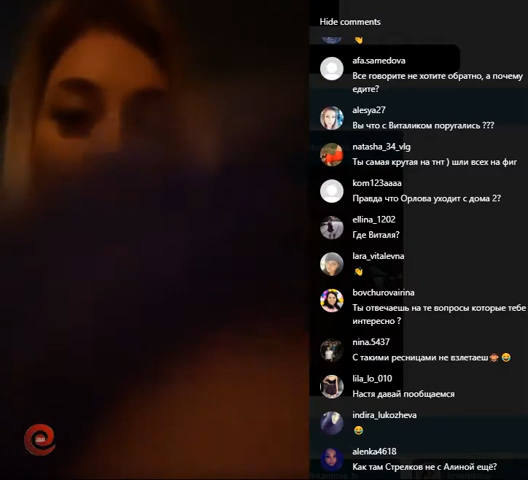 Hide comments
👋
afa.samedova
Все говорите не хотите обратно, а почему
едите?
alesya27
Вы что с Виталиком поругались ???
natasha_34_vlg
Ты самая крутая на тнт ) шли всех на фиг
kom123aaaa
Правда что Орлова уходит с дома 2?
ellina_1202
Где Виталя?
lara_vitalevna
👋
bovchurovairina
Ты отвечаешь на те вопросы которые тебе
интересно ?
nina.5437
С такими ресницами не взлетаеш🙊😂
lila_lo_010
Настя давай пообщаемся
indira_lukozheva
😂
alenka4618
Как там Стрелков не с Алиной ещё?